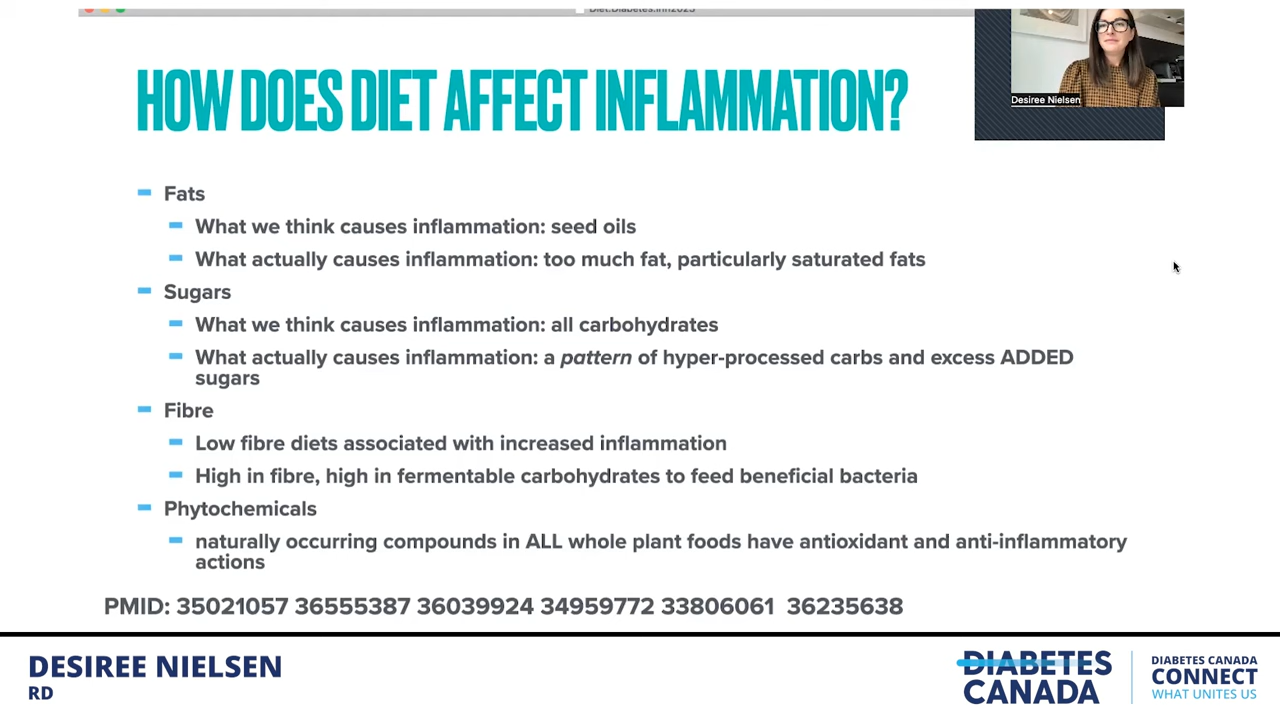 Diet.Diabetes.Infl2023
HOW DOES DIET AFFECT INFLAMMATION?
Desiree Nielsen
Fats
What we think causes inflammation: seed oils
What actually causes inflammation: too much fat, particularly saturated fats
Sugars
What we think causes inflammation: all carbohydrates
What actually causes inflammation: a pattern of hyper-processed carbs and excess ADDED
sugars
Fibre
Low fibre diets associated with increased inflammation
High in fibre, high in fermentable carbohydrates to feed beneficial bacteria
Phytochemicals
naturally occurring compounds in ALL whole plant foods have antioxidant and anti-inflammatory
actions
PMID: 35021057 36555387 36039924 34959772 33806061 36235638
DESIREE NIELSEN
RD
DIABETES
CANADA
DIABETES CANADA
CONNECT
WHAT UNITES US